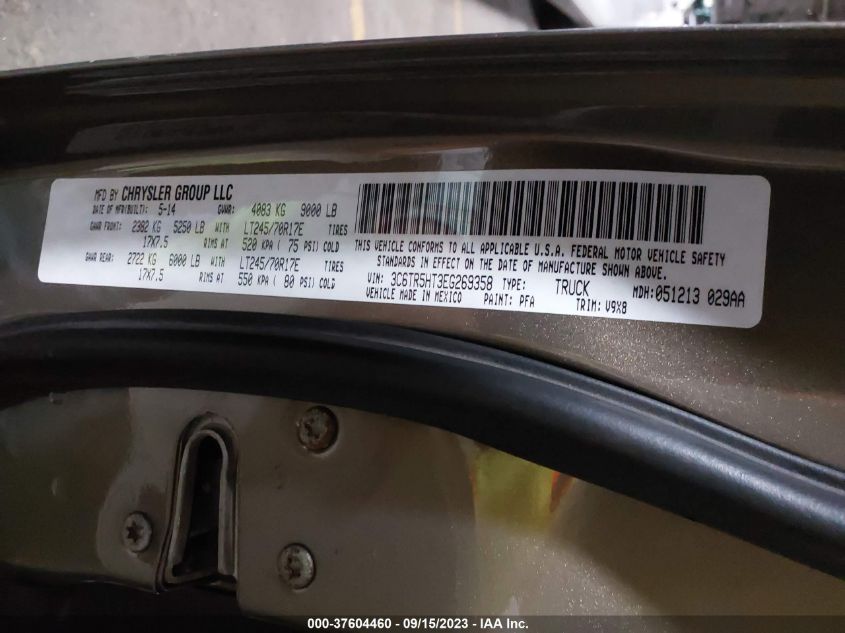 MFD BY CHRYSLER GROUP LLC
DATE OF MFR(BUILT): 5-14 GVWR: 4083 KG 9000 LB
GAWR FRONT: 2382 KG 5250 LB WITH LT245/70R17E TIRES
17X7.5 RIMS AT 520 KPA ( 75 PSI) COLD
GAWR REAR: 2722 KG 6000 LB WITH LT245/70R17E TIRES
17X7.5 RIMS AT 550 KPA ( 80 PSI) COLD
THIS VEHICLE CONFORMS TO ALL APPLICABLE U.S.A. FEDERAL MOTOR VEHICLE SAFETY
STANDARDS IN EFFECT ON THE DATE OF MANUFACTURE SHOWN ABOVE.
VIN: 3C6TR5HT3EG269358 TYPE: TRUCK MDH: 051213 029AA
VEHICLE MADE IN MEXICO PAINT: PFA TRIM: V9X8
000-37604460 - 09/15/2023 - ©IAA Inc.